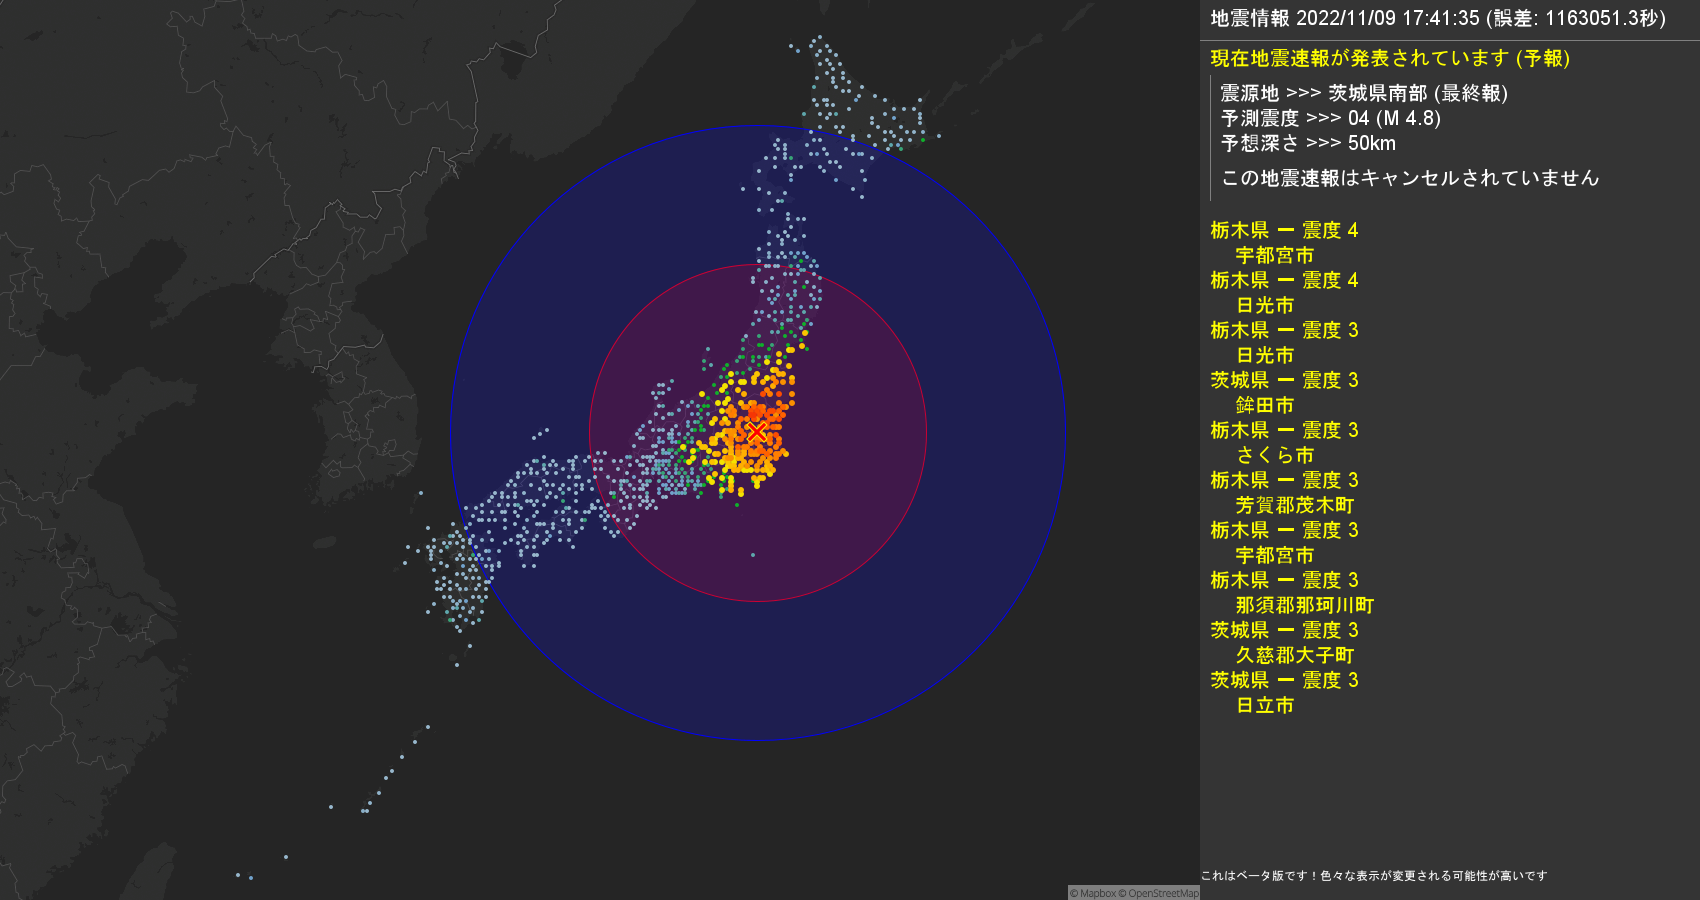 地震情報 2022/11/09 17:41:35 (誤差: 1163051.3秒)
現在地震速報が発表されています (予報)
震源地 >>> 茨城県南部 (最終報)
予測震度 >>> 04 (M 4.8)
予想深さ >>> 50km
この地震速報はキャンセルされていません
栃木県 ー 震度 4
宇都宮市
栃木県 ー 震度 4
日光市
栃木県 ー 震度 3
日光市
茨城県 ー 震度 3
鉾田市
栃木県 ー 震度 3
さくら市
栃木県 ー 震度 3
芳賀郡茂木町
栃木県 ー 震度 3
宇都宮市
栃木県 ー 震度 3
那須郡那珂川町
茨城県 ー 震度 3
久慈郡大子町
茨城県 ー 震度 3
日立市
これはベータ版です！色々な表示が変更される可能性が高いです
© Mapbox © OpenStreetMap